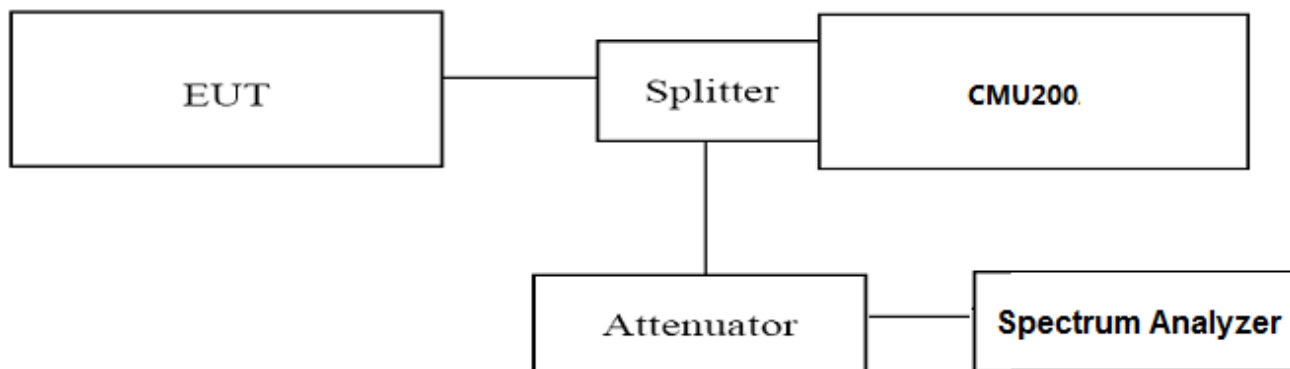 EUT
Splitter
CMU200
Attenuator
Spectrum Analyzer